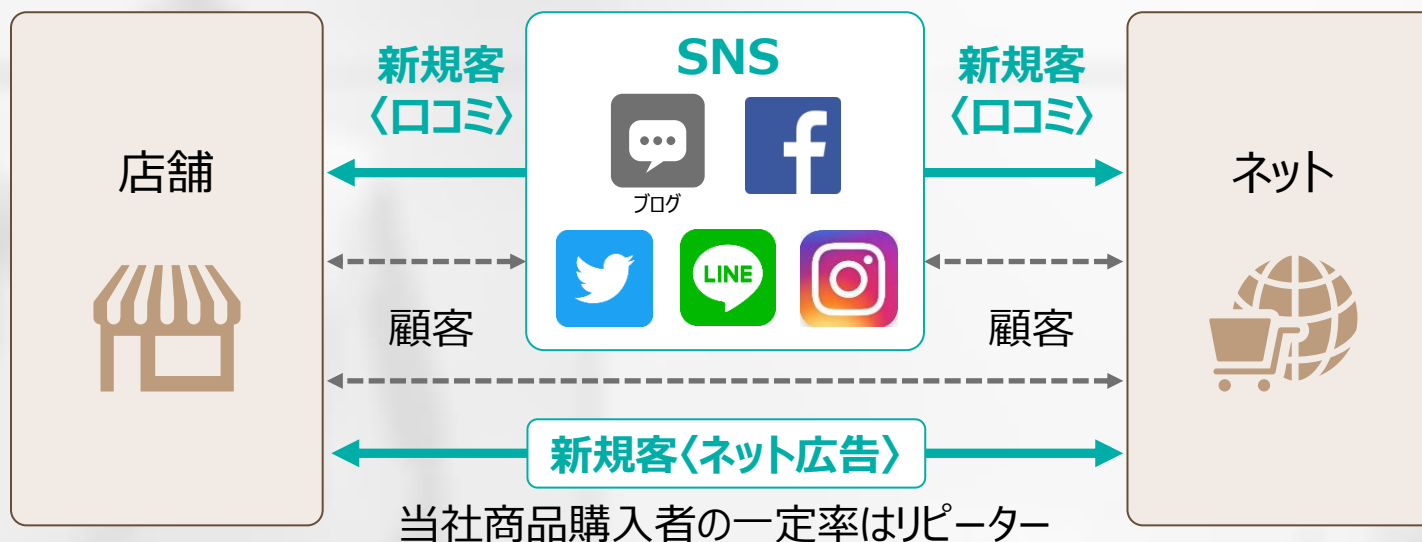 SNS
新規客
〈口コミ〉
新規客
〈口コミ〉
店舗
ネット
ブログ
LINE
顧客
顧客
新規客〈ネット広告〉
当社商品購入者の一定率はリピーター